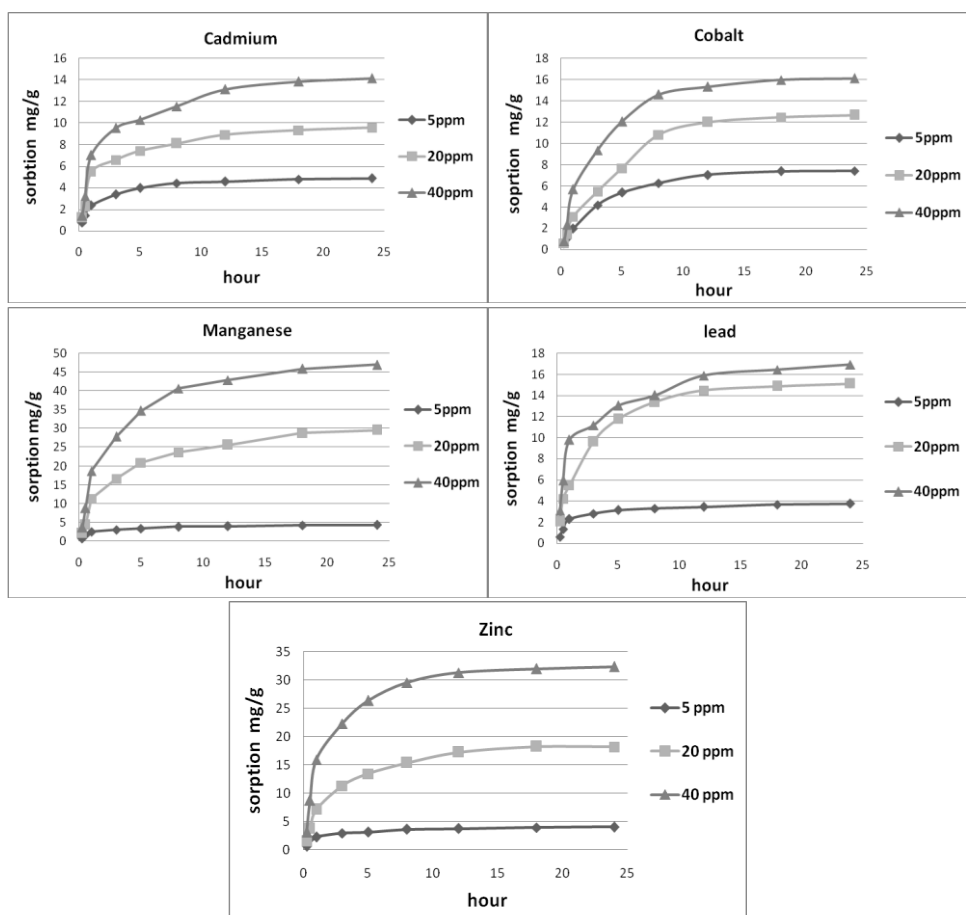 Cadmium
sorbtion mg/g
16
14
12
10
8
6
4
2
0
0 5 10 15 20 25
hour
5ppm
20ppm
40ppm
Cobalt
soprtion mg/g
18
16
14
12
10
8
6
4
2
0
0 5 10 15 20 25
hour
5ppm
20ppm
40ppm
Manganese
sorption mg/g
50
45
40
35
30
25
20
15
10
5
0
0 5 10 15 20 25
hour
5ppm
20ppm
40ppm
lead
sorption mg/g
18
16
14
12
10
8
6
4
2
0
0 5 10 15 20 25
hour
5ppm
20ppm
40ppm
Zinc
sorption mg/g
35
30
25
20
15
10
5
0
0 5 10 15 20 25
hour
5 ppm
20 ppm
40 ppm